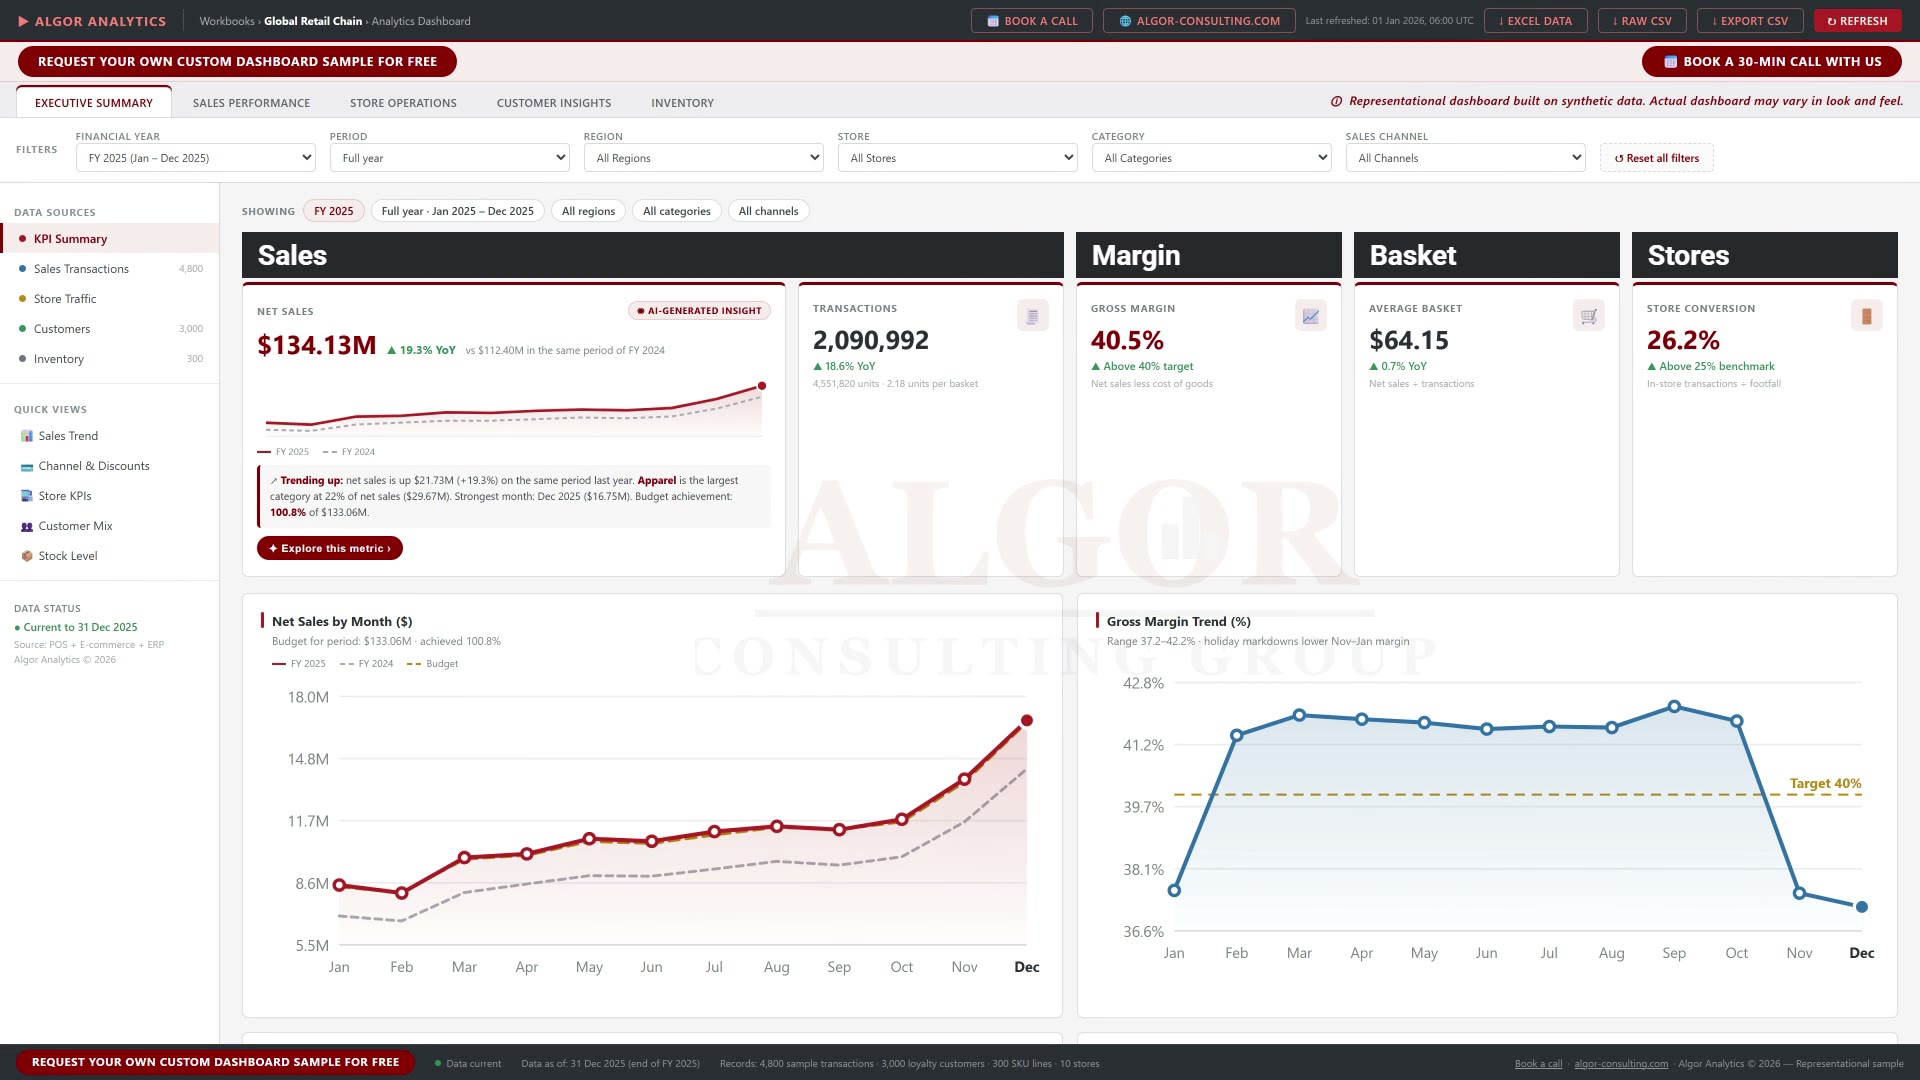 ▶ ALGOR ANALYTICS
Workbooks › Global Retail Chain › Analytics Dashboard
BOOK A CALL
ALGOR-CONSULTING.COM
Last refreshed: 01 Jan 2026, 06:00 UTC
↓ EXCEL DATA
↓ RAW CSV
↓ EXPORT CSV
↻ REFRESH
REQUEST YOUR OWN CUSTOM DASHBOARD SAMPLE FOR FREE
BOOK A 30-MIN CALL WITH US
EXECUTIVE SUMMARY
SALES PERFORMANCE
STORE OPERATIONS
CUSTOMER INSIGHTS
INVENTORY
ⓘ Representational dashboard built on synthetic data. Actual dashboard may vary in look and feel.
FILTERS
FINANCIAL YEAR
FY 2025 (Jan – Dec 2025)
PERIOD
Full year
REGION
All Regions
STORE
All Stores
CATEGORY
All Categories
SALES CHANNEL
All Channels
↺ Reset all filters
DATA SOURCES
KPI Summary
Sales Transactions 4,800
Store Traffic
Customers 3,000
Inventory 300
QUICK VIEWS
Sales Trend
Channel & Discounts
Store KPIs
Customer Mix
Stock Level
DATA STATUS
● Current to 31 Dec 2025
Source: POS + E-commerce + ERP
Algor Analytics © 2026
SHOWING
FY 2025
Full year · Jan 2025 – Dec 2025
All regions
All categories
All channels
Sales
Margin
Basket
Stores
NET SALES
AI-GENERATED INSIGHT
$134.13M ▲ 19.3% YoY vs $112.40M in the same period of FY 2024
FY 2025
FY 2024
↗ Trending up: net sales is up $21.73M (+19.3%) on the same period last year. Apparel is the largest
category at 22% of net sales ($29.67M). Strongest month: Dec 2025 ($16.75M). Budget achievement:
100.8% of $133.06M.
✦ Explore this metric ›
TRANSACTIONS
2,090,992
▲ 18.6% YoY
4,551,820 units · 2.18 units per basket
GROSS MARGIN
40.5%
▲ Above 40% target
Net sales less cost of goods
AVERAGE BASKET
$64.15
▲ 0.7% YoY
Net sales ÷ transactions
STORE CONVERSION
26.2%
▲ Above 25% benchmark
In-store transactions ÷ footfall
ALGOR
CONSULTING GROUP
Net Sales by Month ($)
Budget for period: $133.06M · achieved 100.8%
FY 2025
FY 2024
Budget
18.0M
14.8M
11.7M
8.6M
5.5M
Jan Feb Mar Apr May Jun Jul Aug Sep Oct Nov Dec
Gross Margin Trend (%)
Range 37.2–42.2% · holiday markdowns lower Nov–Jan margin
42.8%
41.2%
Target 40%
39.7%
38.1%
36.6%
Jan Feb Mar Apr May Jun Jul Aug Sep Oct Nov Dec
REQUEST YOUR OWN CUSTOM DASHBOARD SAMPLE FOR FREE
● Data current
Data as of: 31 Dec 2025 (end of FY 2025)
Records: 4,800 sample transactions · 3,000 loyalty customers · 300 SKU lines · 10 stores
Book a call · algor-consulting.com · Algor Analytics © 2026 — Representational sample